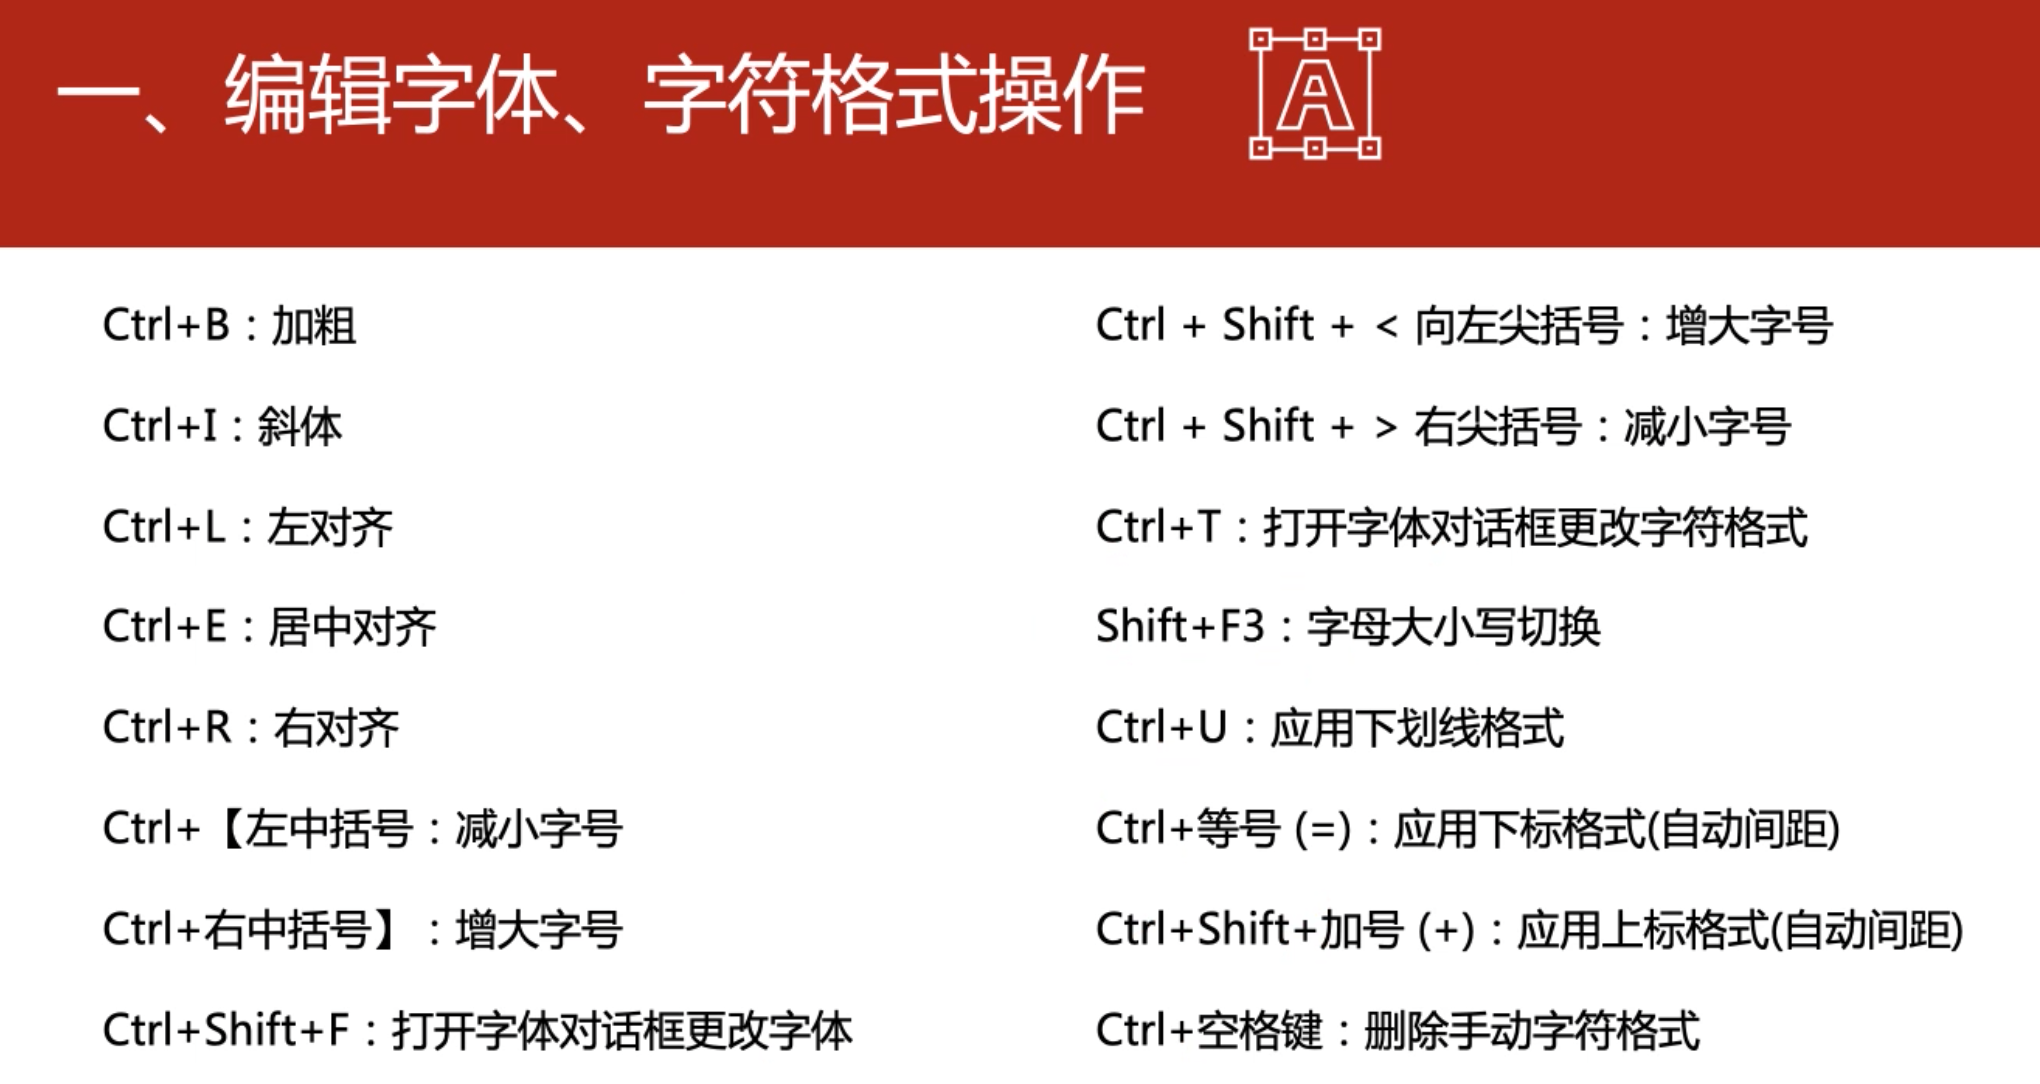 一、编辑字体、字符格式操作
A
Ctrl+B：加粗
Ctrl+I：斜体
Ctrl+L：左对齐
Ctrl+E：居中对齐
Ctrl+R：右对齐
Ctrl+【左中括号：减小字号
Ctrl+右中括号】：增大字号
Ctrl+Shift+F：打开字体对话框更改字体
Ctrl + Shift + < 向左尖括号：增大字号
Ctrl + Shift + > 右尖括号：减小字号
Ctrl+T：打开字体对话框更改字符格式
Shift+F3：字母大小写切换
Ctrl+U：应用下划线格式
Ctrl+等号 (=)：应用下标格式(自动间距)
Ctrl+Shift+加号 (+)：应用上标格式(自动间距)
Ctrl+空格键：删除手动字符格式